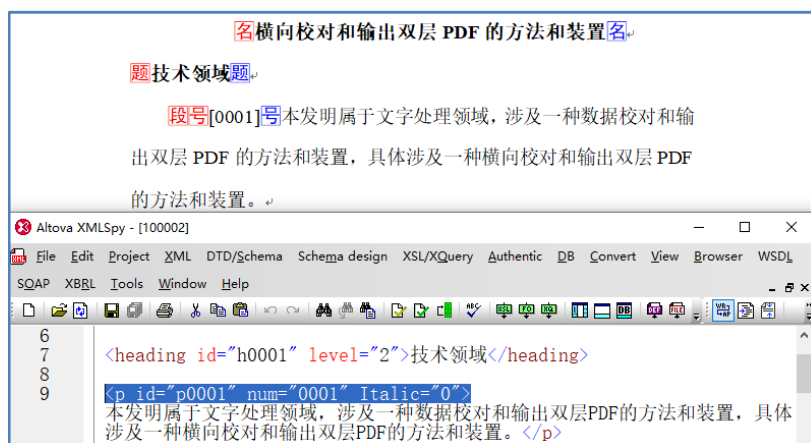 名横向校对和输出双层 PDF 的方法和装置名
题技术领域题
段号[0001]号本发明属于文字处理领域，涉及一种数据校对和输
出双层 PDF 的方法和装置，具体涉及一种横向校对和输出双层 PDF
的方法和装置。
Altova XMLSpy - [100002]
File Edit Project XML DTD/Schema Schema design XSL/XQuery Authentic DB Convert View Browser WSDL
SOAP XBRL Tools Window Help
6
7 <heading id="h0001" level="2">技术领域</heading>
8
9 <p id="p0001" num="0001" Italic="0">
本发明属于文字处理领域，涉及一种数据校对和输出双层PDF的方法和装置，具体
涉及一种横向校对和输出双层PDF的方法和装置。</p>